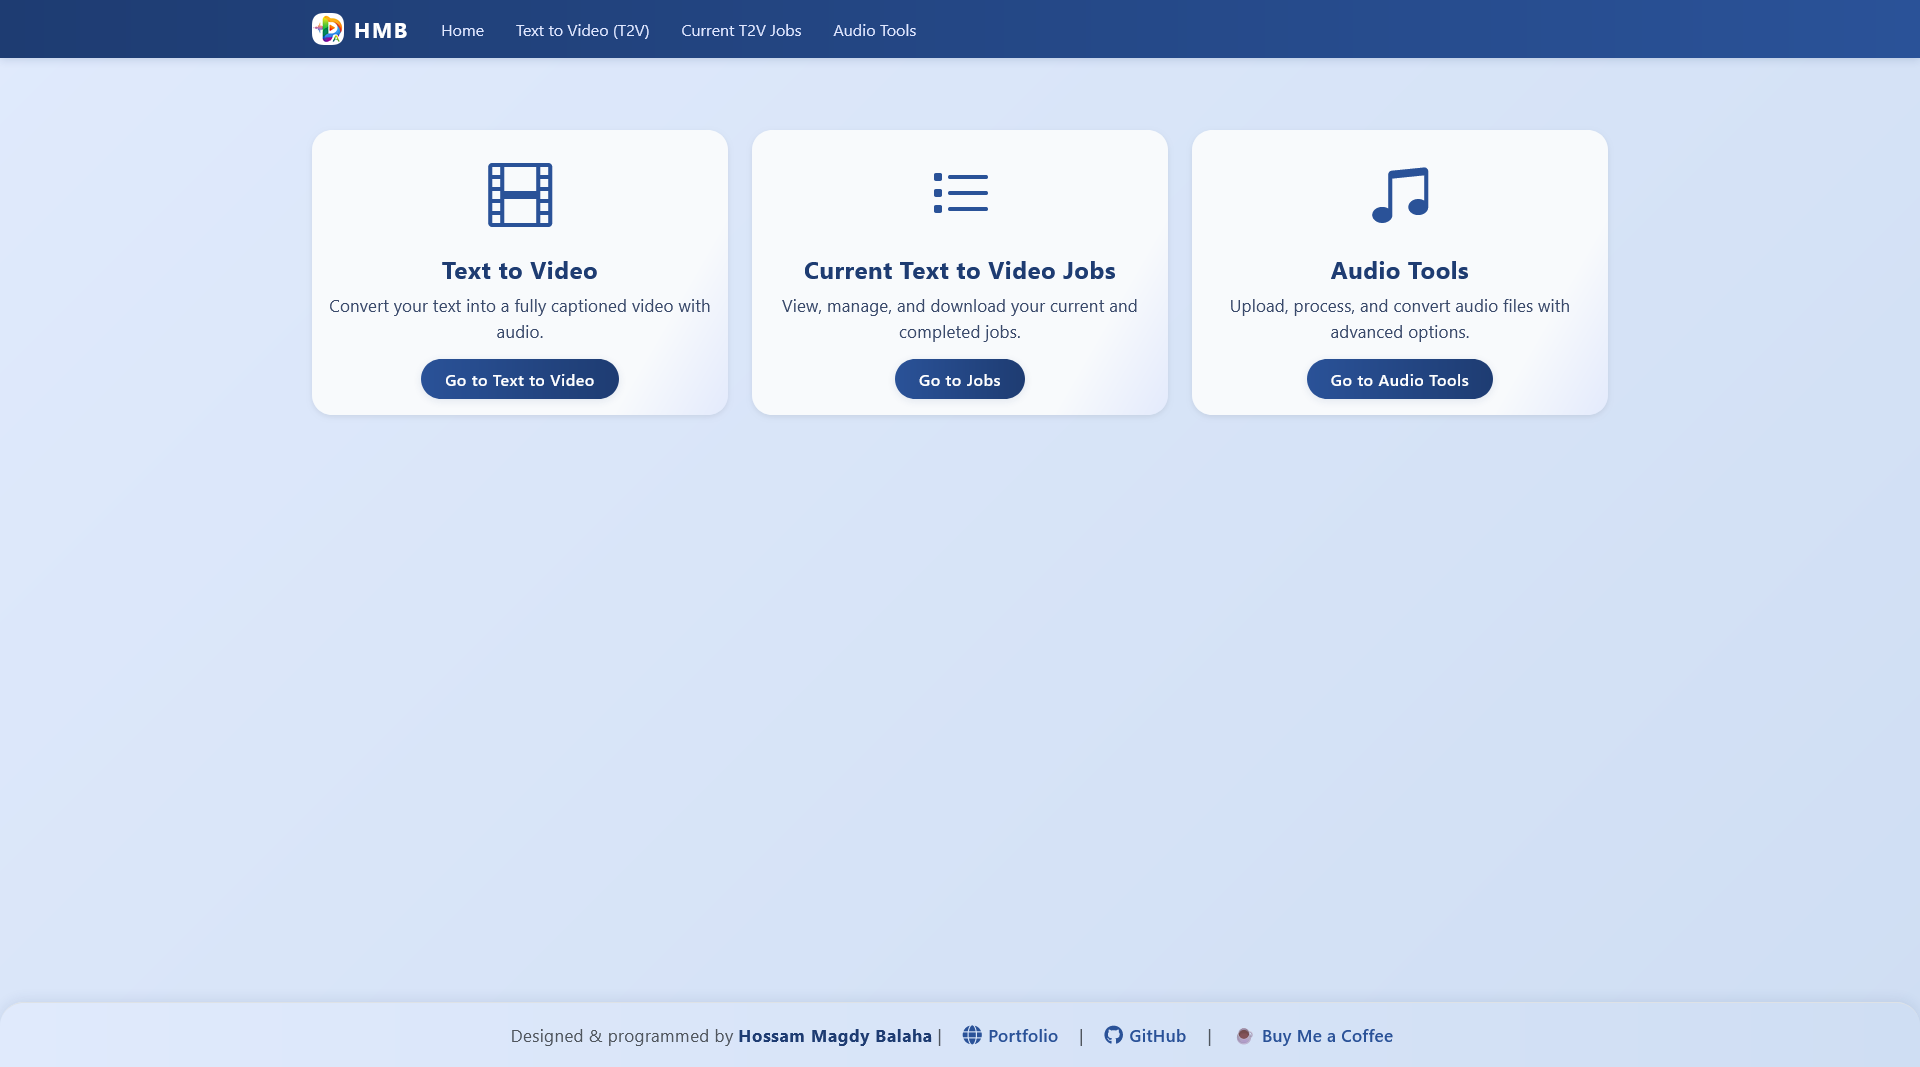 HMB Home Text to Video (T2V) Current T2V Jobs Audio Tools
Text to Video
Convert your text into a fully captioned video with
audio.
Go to Text to Video
Current Text to Video Jobs
View, manage, and download your current and
completed jobs.
Go to Jobs
Audio Tools
Upload, process, and convert audio files with
advanced options.
Go to Audio Tools
Designed & programmed by Hossam Magdy Balaha | Portfolio | GitHub | Buy Me a Coffee